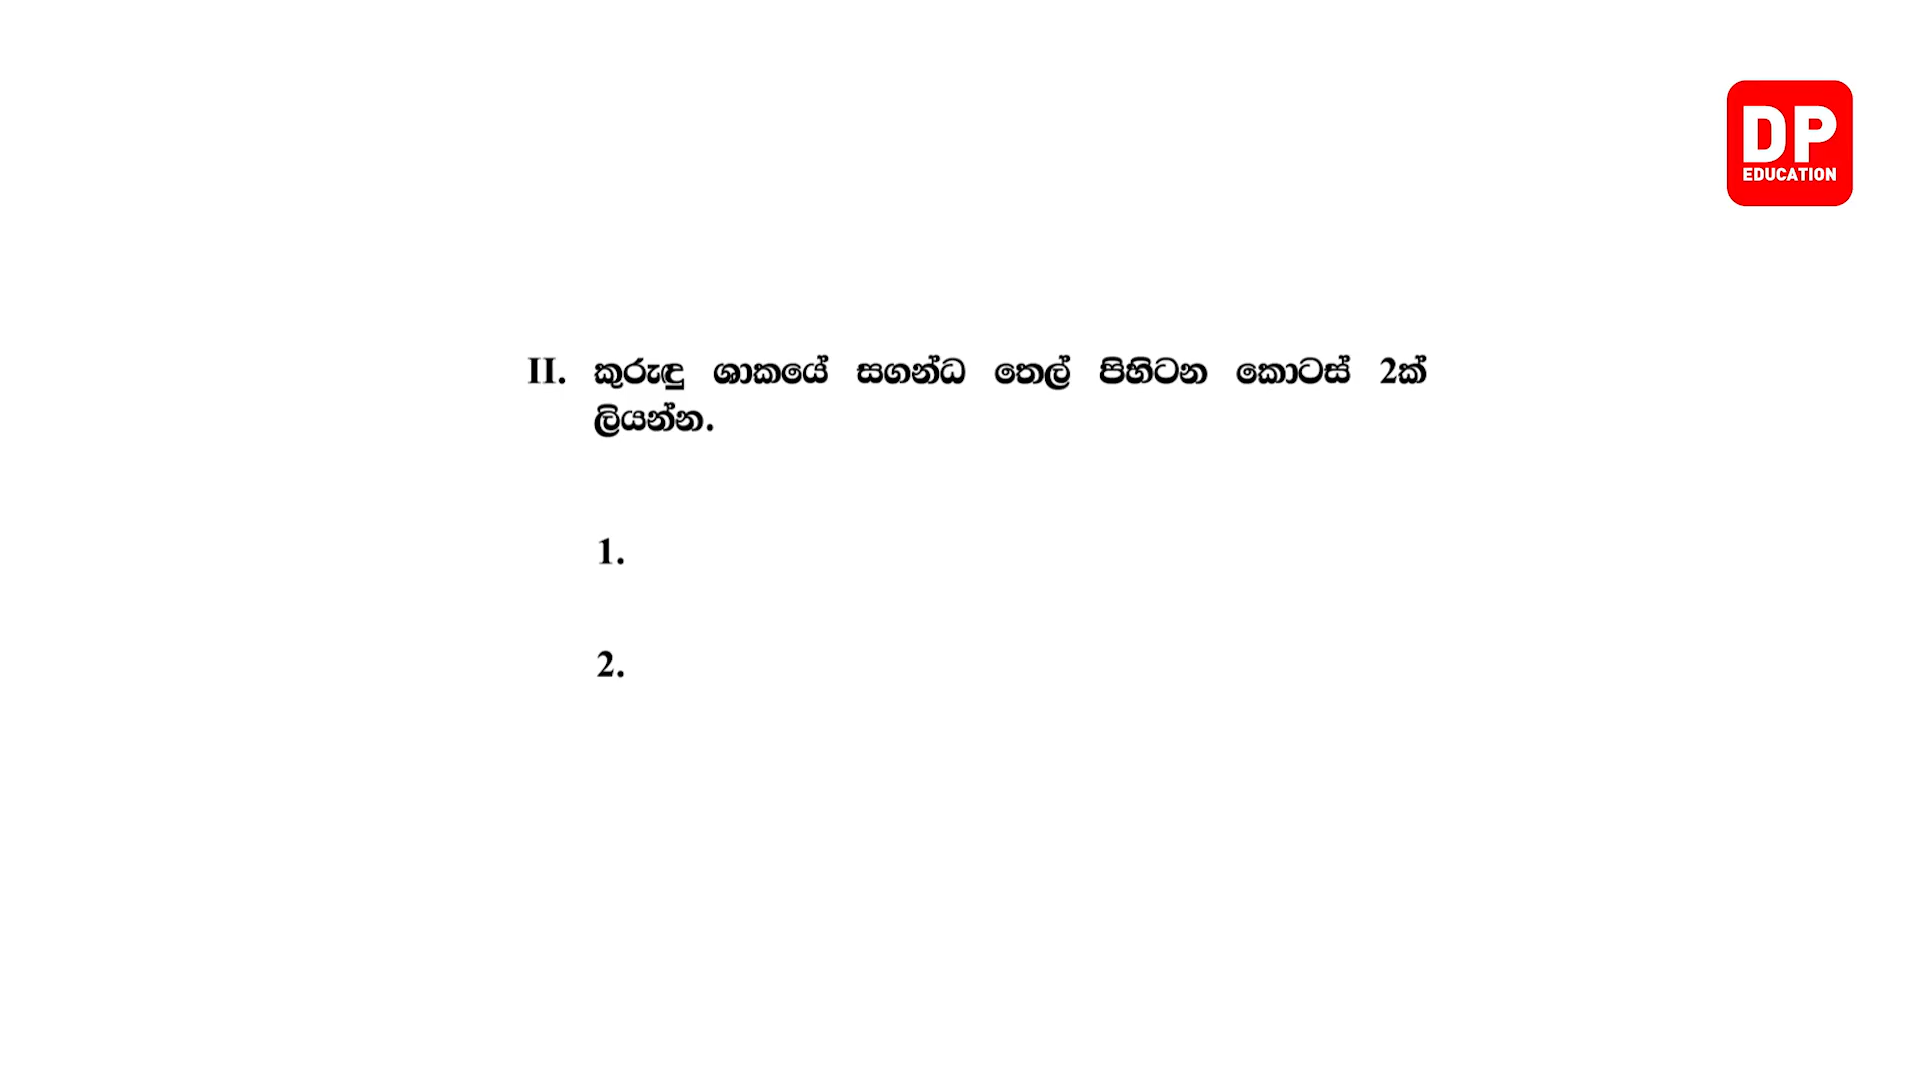 DP
EDUCATION
II. කුරුඳු ශාකයේ සගන්ධ තෙල් පිහිටන කොටස් 2ක්
ලියන්න.
1.
2.